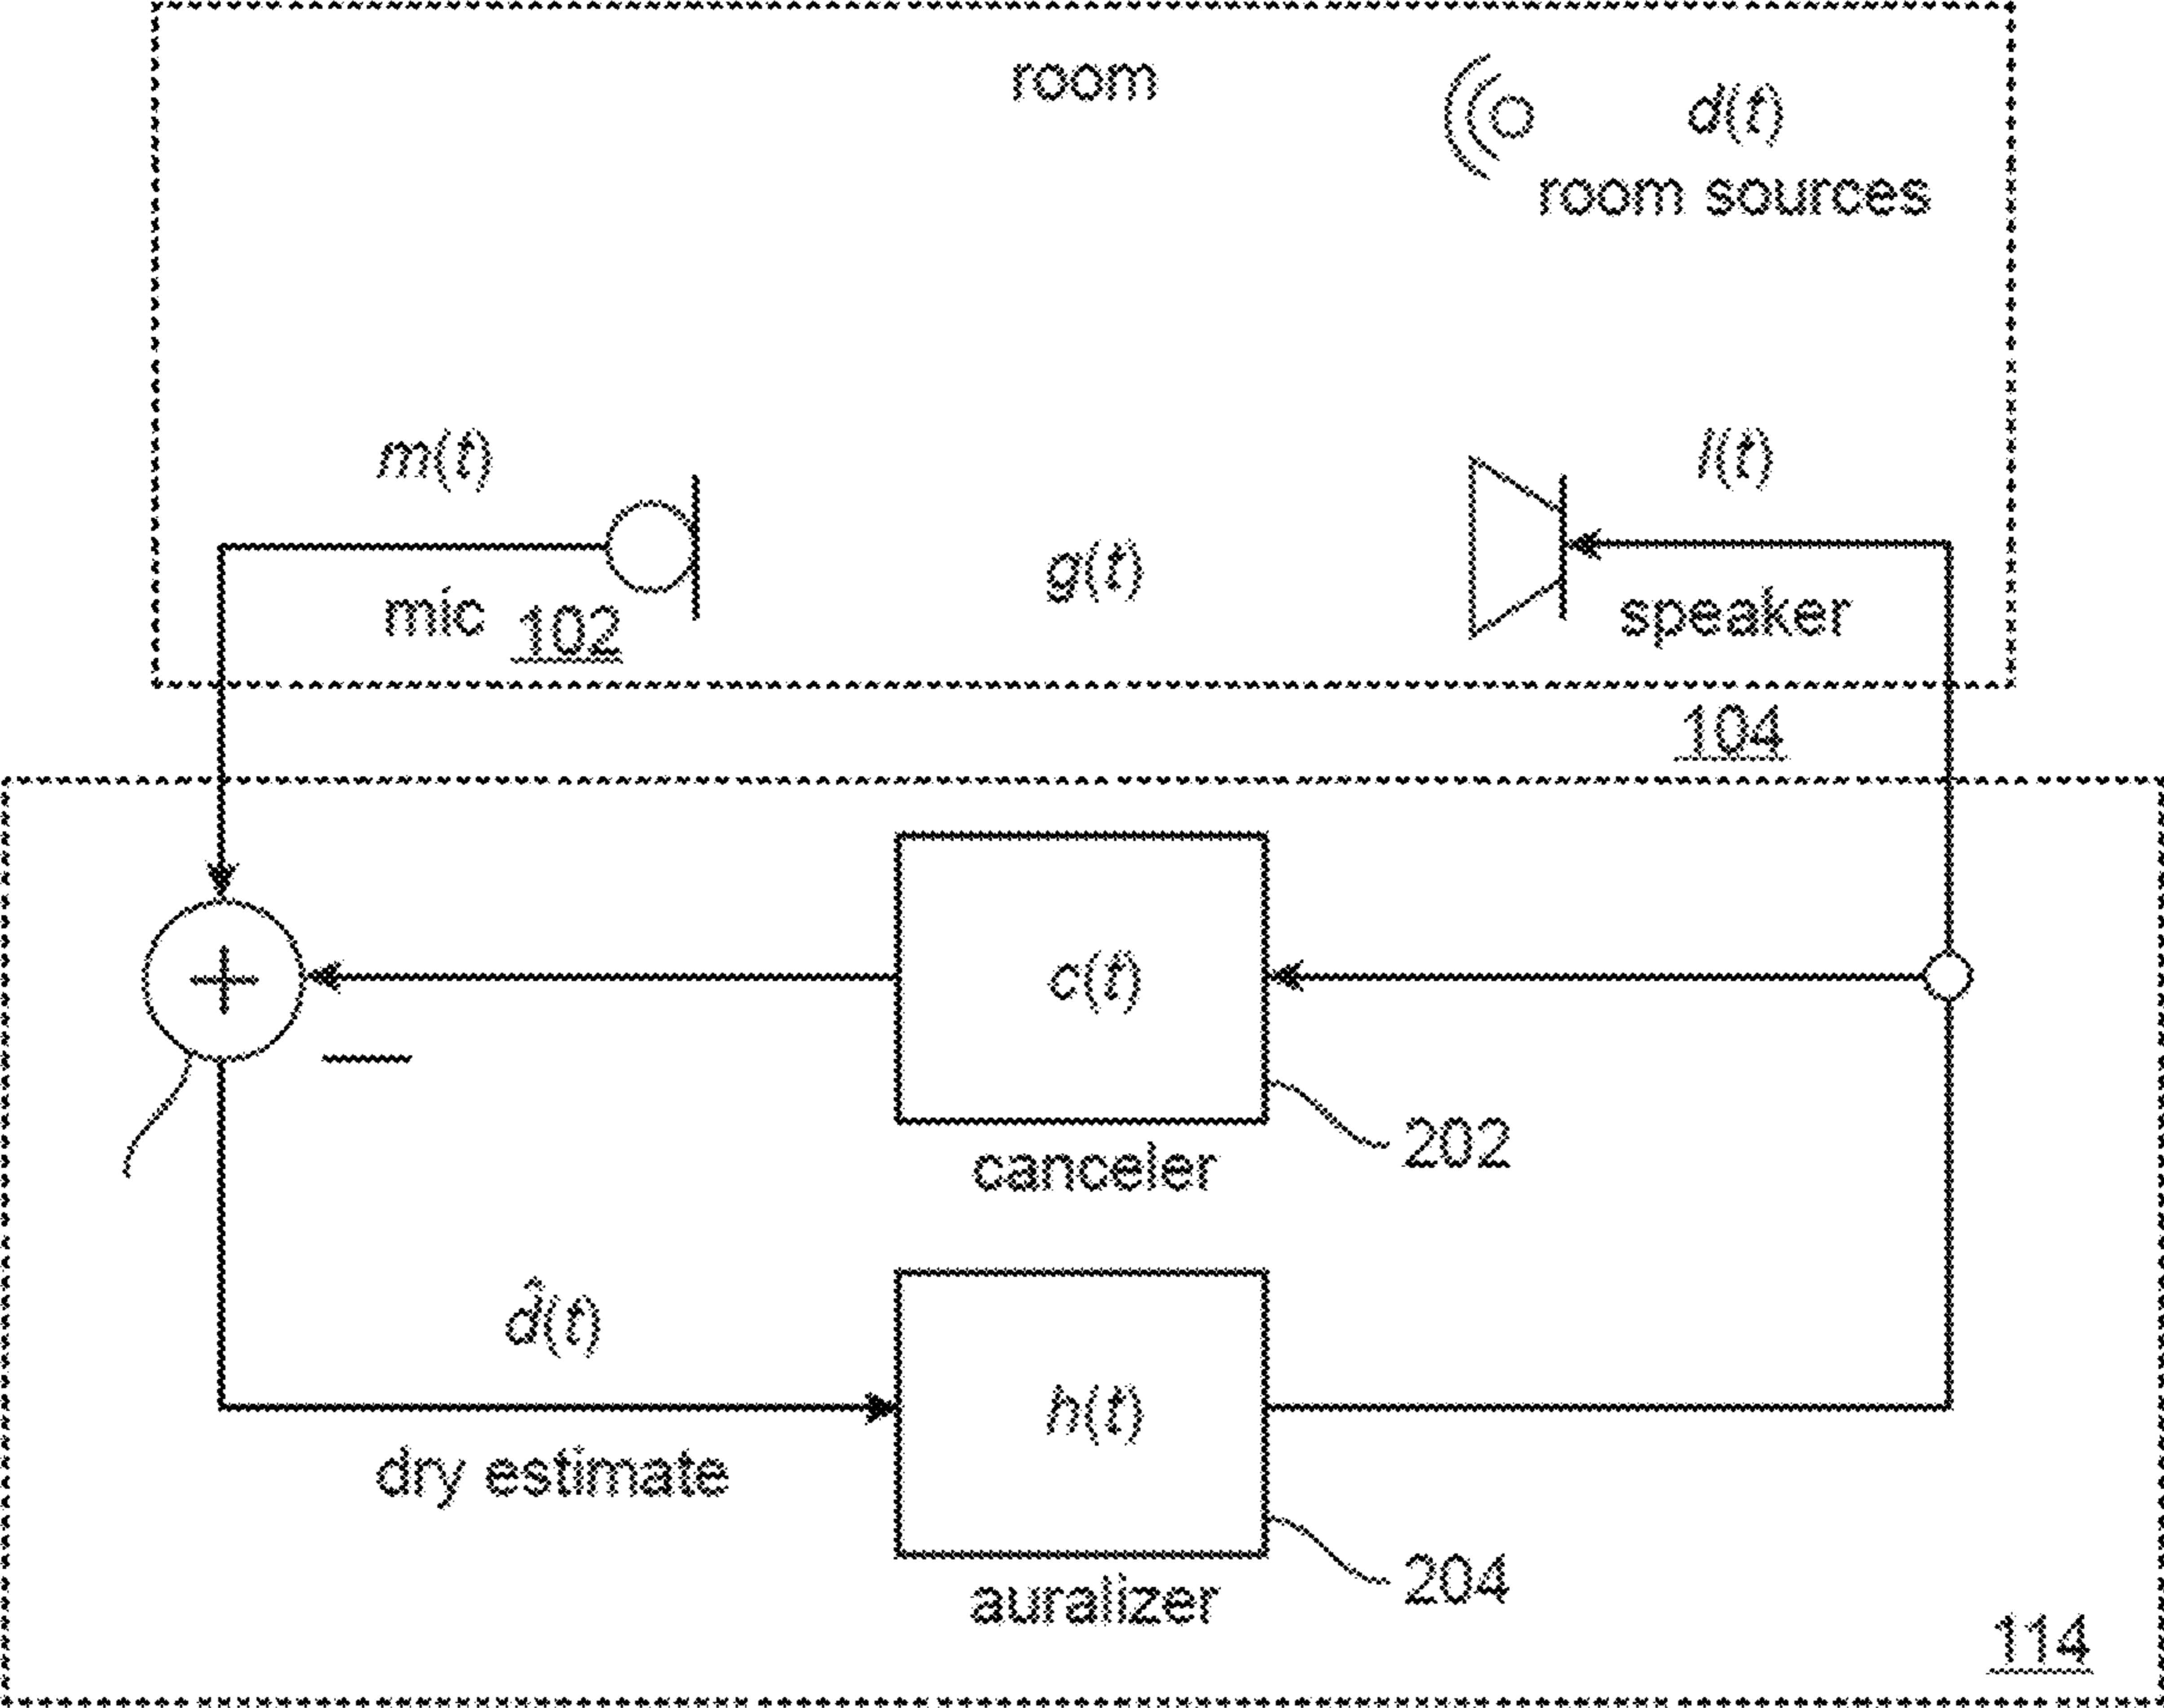 room
d(t)
room sources
m(t)
l(t)
g(t)
mic 102
speaker
104
+
c(t)
−
202
canceler
d̂(t)
h(t)
dry estimate
204
auralizer
114